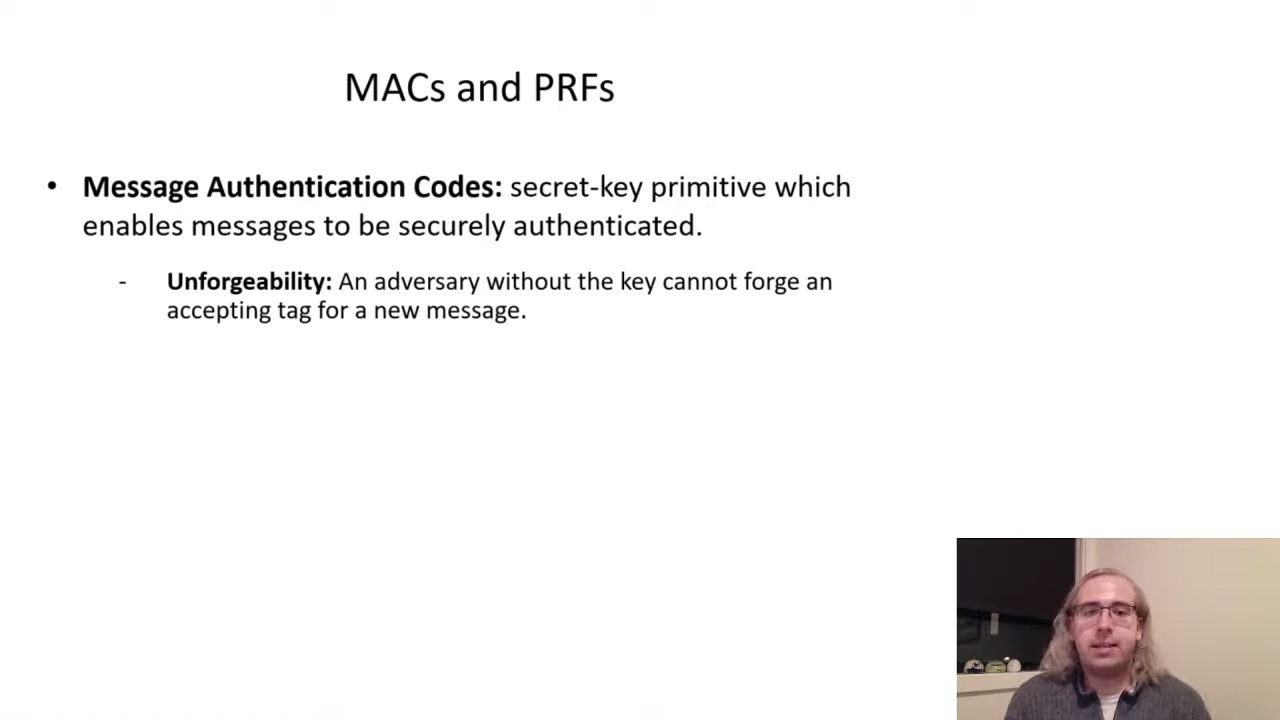 MACs and PRFs
• Message Authentication Codes: secret-key primitive which
enables messages to be securely authenticated.
- Unforgeability: An adversary without the key cannot forge an
accepting tag for a new message.